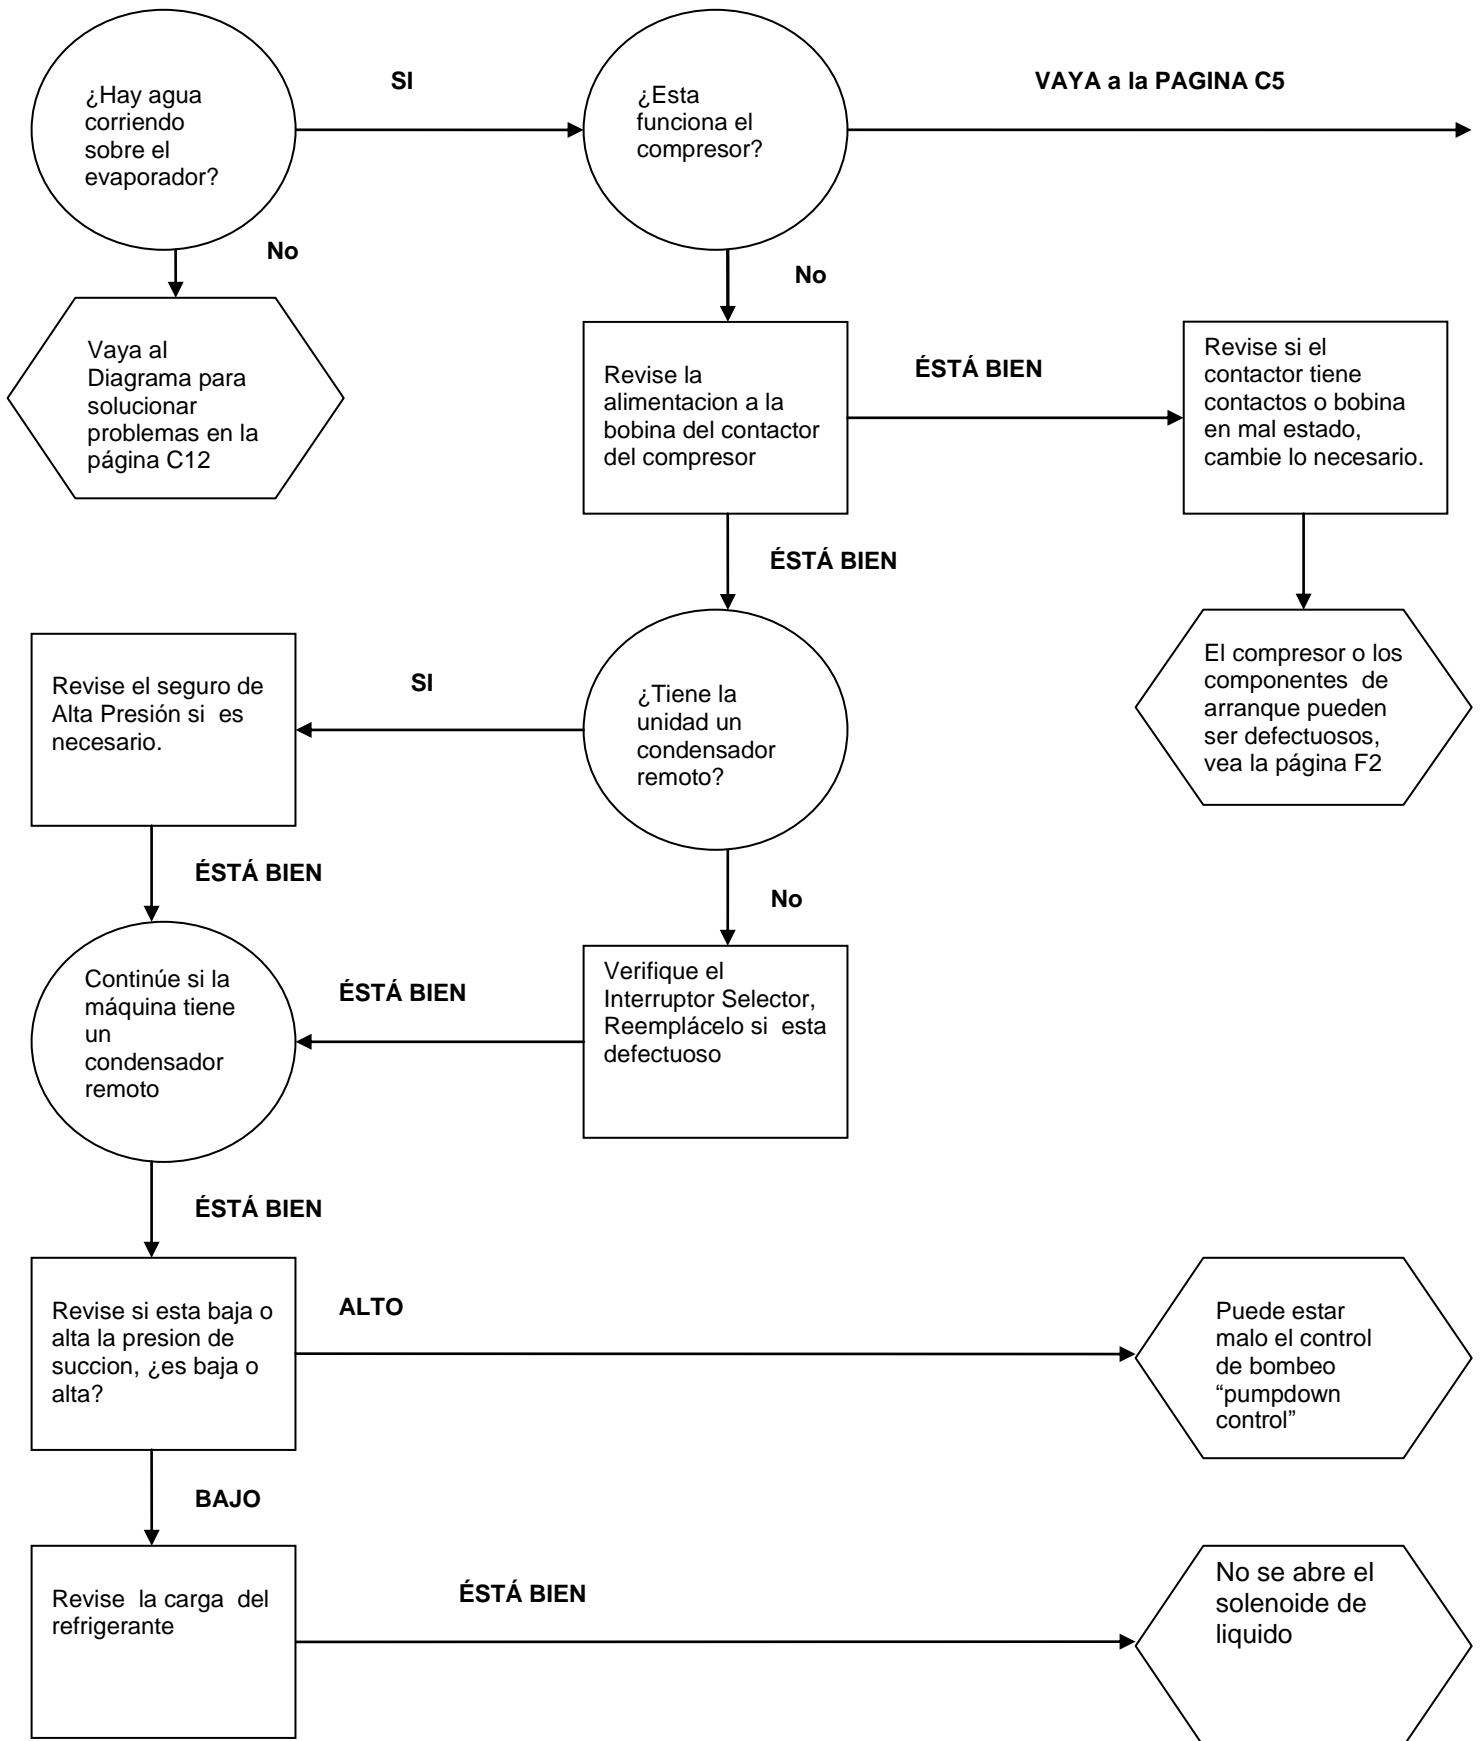 ¿Hay agua
corriendo
sobre el
evaporador?
SI
¿Esta
funciona el
compresor?
VAYA a la PAGINA C5
No
No
Vaya al
Diagrama para
solucionar
problemas en la
página C12
Revise la
alimentacion a la
bobina del contactor
del compresor
ÉSTÁ BIEN
Revise si el
contactor tiene
contactos o bobina
en mal estado,
cambie lo necesario.
ÉSTÁ BIEN
Revise el seguro de
Alta Presión si es
necesario.
SI
¿Tiene la
unidad un
condensador
remoto?
El compresor o los
componentes de
arranque pueden
ser defectuosos,
vea la página F2
ÉSTÁ BIEN
No
Continúe si la
máquina tiene
un
condensador
remoto
ÉSTÁ BIEN
Verifique el
Interruptor Selector,
Reemplácelo si esta
defectuoso
ÉSTÁ BIEN
Revise si esta baja o
alta la presion de
succion, ¿es baja o
alta?
ALTO
Puede estar
malo el control
de bombeo
“pumpdown
control”
BAJO
Revise la carga del
refrigerante
ÉSTÁ BIEN
No se abre el
solenoide de
liquido